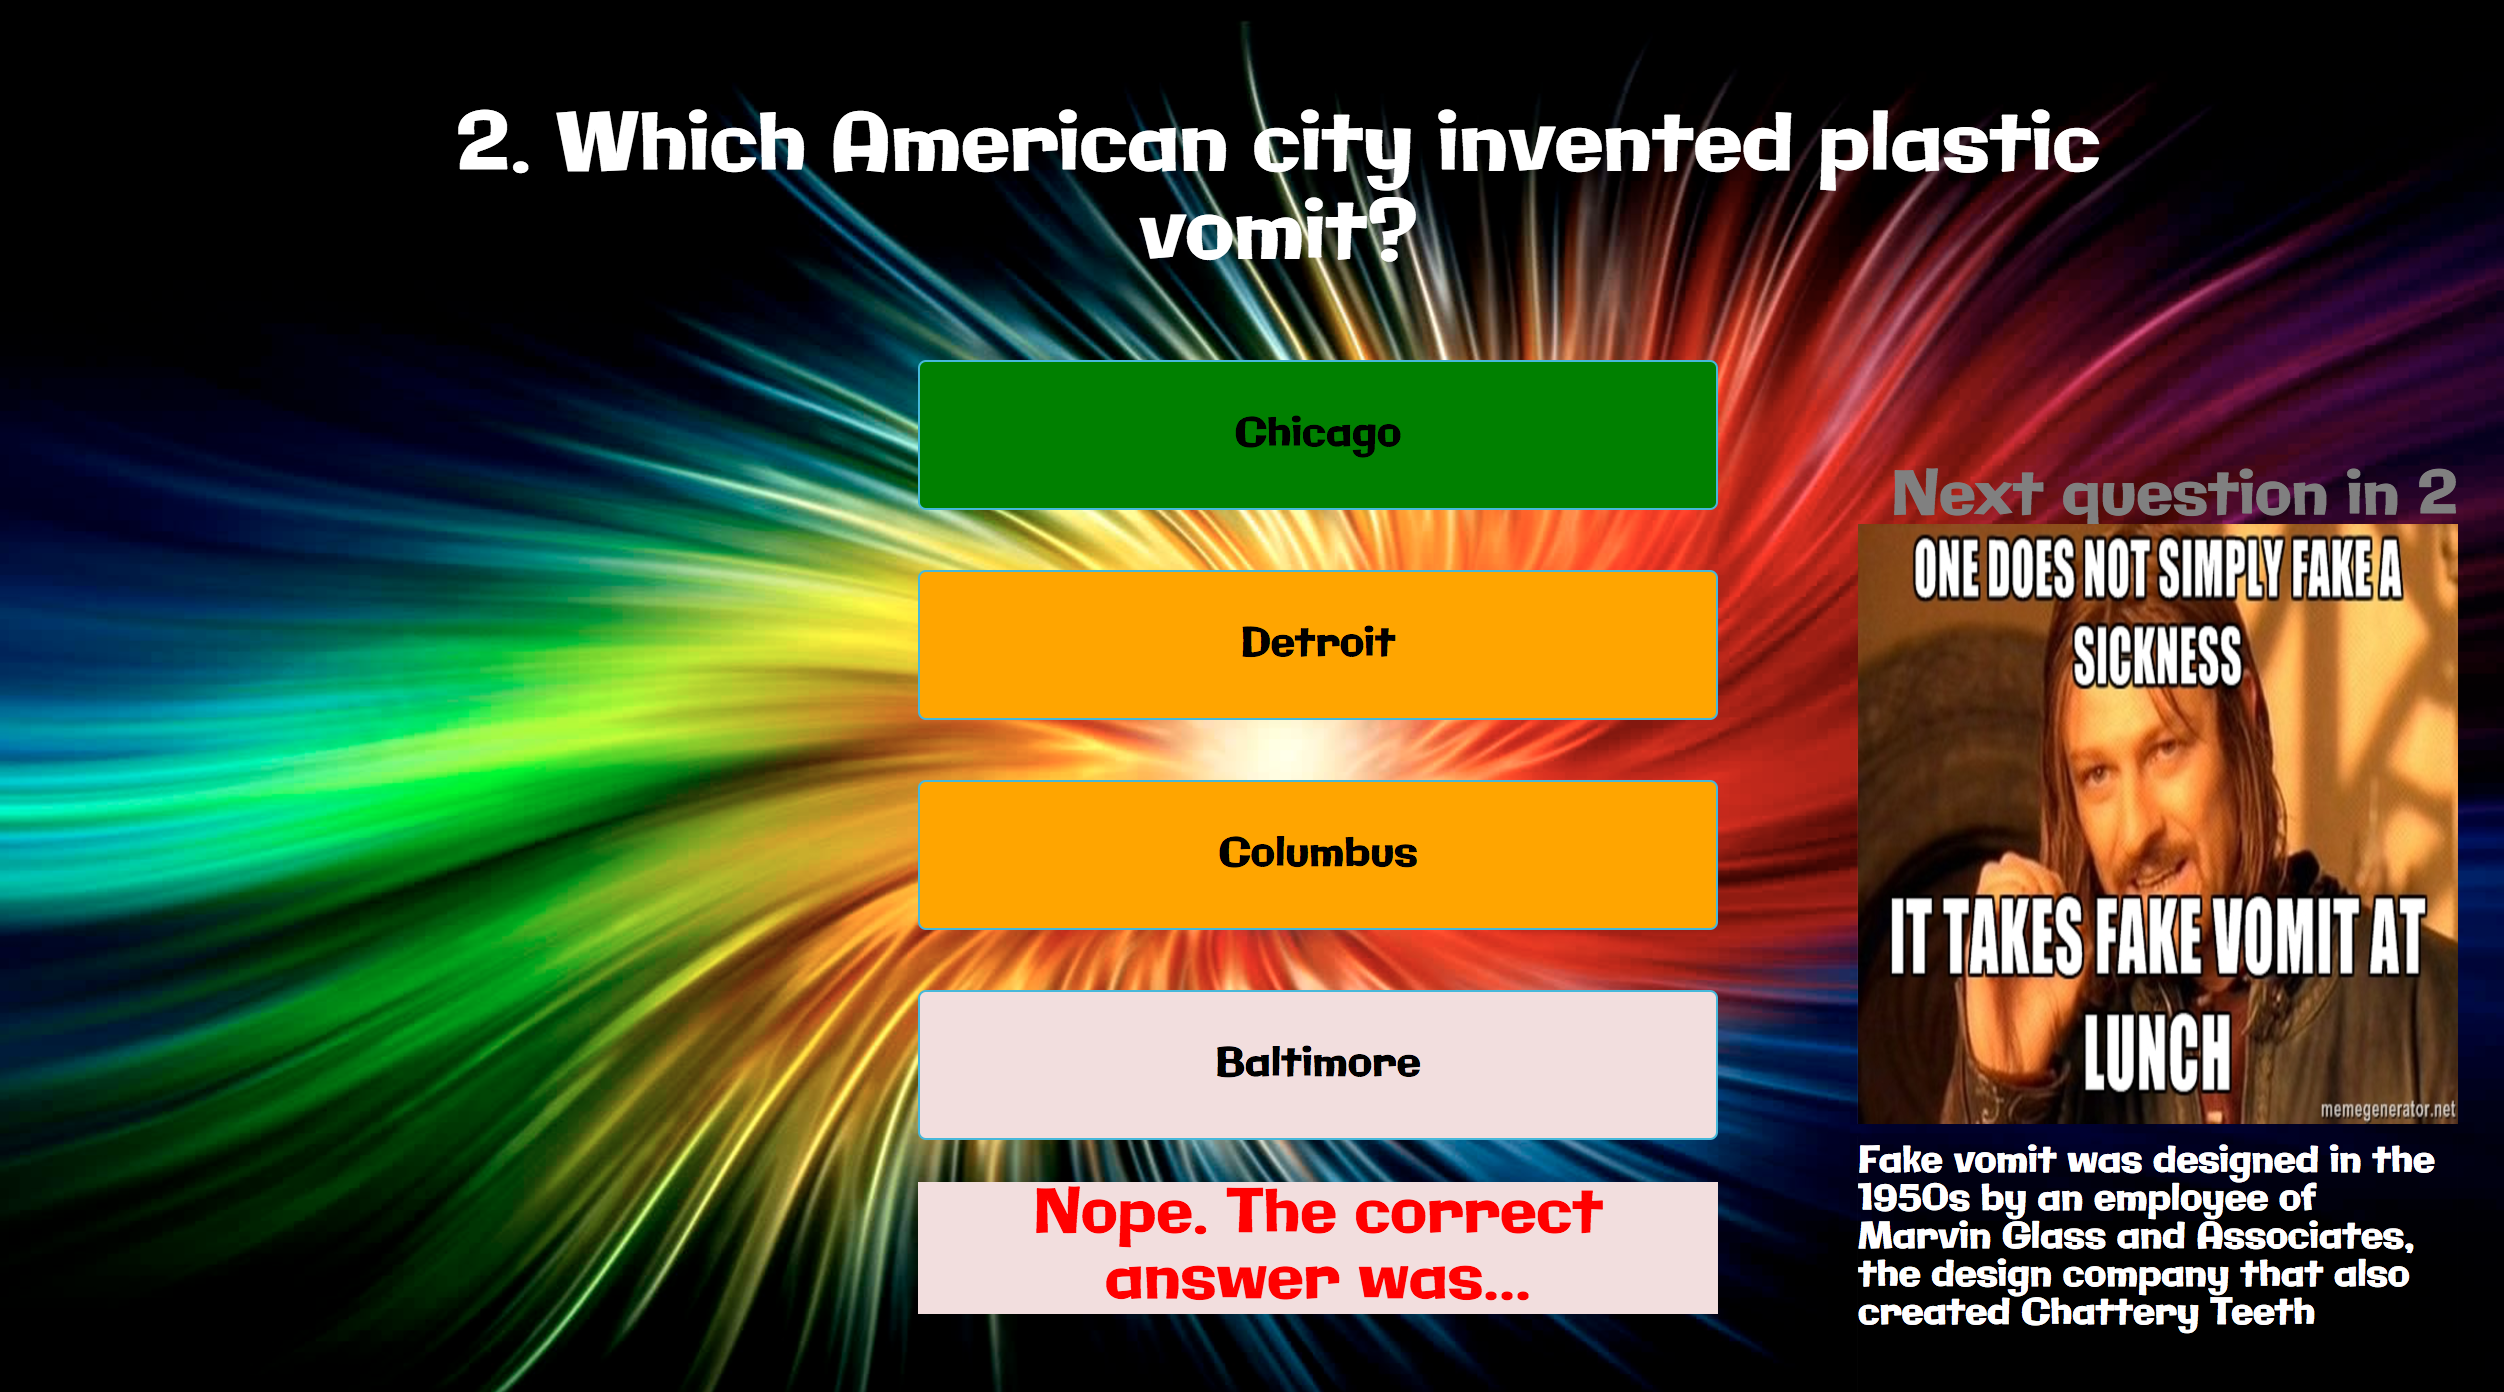 2. Which American city invented plastic
vomit?
Chicago
Detroit
Columbus
Baltimore
Nope. The correct
answer was...
Next question in 2
ONE DOES NOT SIMPLY FAKE A
SICKNESS
IT TAKES FAKE VOMIT AT
LUNCH
memegenerator.net
Fake vomit was designed in the
1950s by an employee of
Marvin Glass and Associates,
the design company that also
created Chattery Teeth